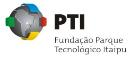 PTI
Fundação Parque
Tecnológico Itaipu